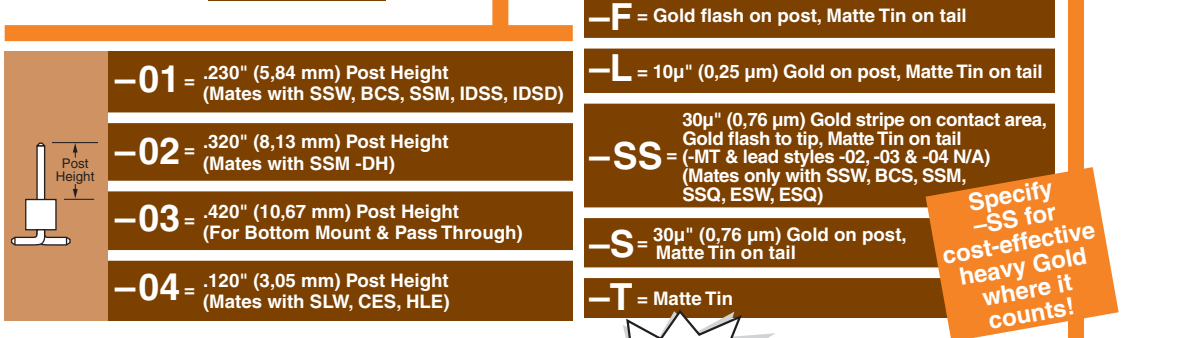 Post
Height
–01 = .230" (5,84 mm) Post Height
(Mates with SSW, BCS, SSM, IDSS, IDSD)
–02 = .320" (8,13 mm) Post Height
(Mates with SSM -DH)
–03 = .420" (10,67 mm) Post Height
(For Bottom Mount & Pass Through)
–04 = .120" (3,05 mm) Post Height
(Mates with SLW, CES, HLE)
–F = Gold flash on post, Matte Tin on tail
–L = 10µ" (0,25 µm) Gold on post, Matte Tin on tail
30µ" (0,76 µm) Gold stripe on contact area,
Gold flash to tip, Matte Tin on tail
–SS = (-MT & lead styles -02, -03 & -04 N/A)
(Mates only with SSW, BCS, SSM,
SSQ, ESW, ESQ)
–S = 30µ" (0,76 µm) Gold on post,
Matte Tin on tail
–T = Matte Tin
Specify
–SS for
cost-effective
heavy Gold
where it
counts!